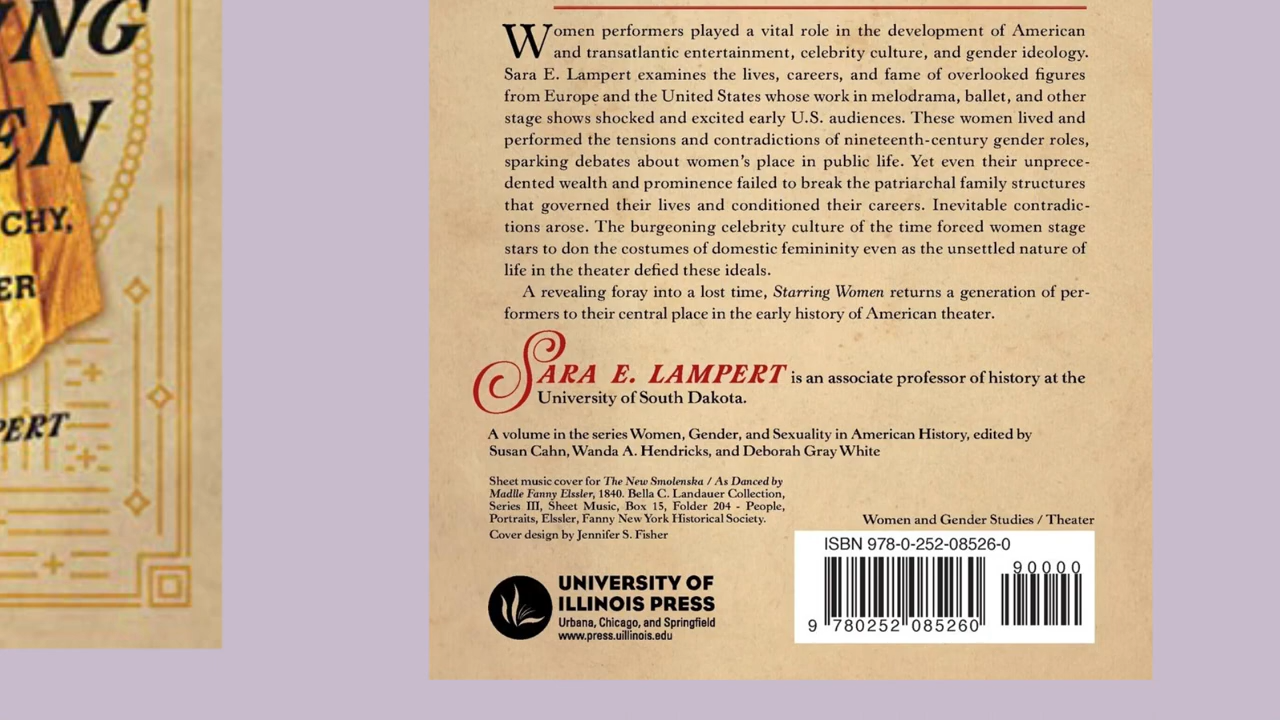 NG
EN
CHY,
ER
PERT
Women performers played a vital role in the development of American
and transatlantic entertainment, celebrity culture, and gender ideology.
Sara E. Lampert examines the lives, careers, and fame of overlooked figures
from Europe and the United States whose work in melodrama, ballet, and other
stage shows shocked and excited early U.S. audiences. These women lived and
performed the tensions and contradictions of nineteenth-century gender roles,
sparking debates about women's place in public life. Yet even their unprece-
dented wealth and prominence failed to break the patriarchal family structures
that governed their lives and conditioned their careers. Inevitable contradic-
tions arose. The burgeoning celebrity culture of the time forced women stage
stars to don the costumes of domestic femininity even as the unsettled nature of
life in the theater defied these ideals.
A revealing foray into a lost time, Starring Women returns a generation of per-
formers to their central place in the early history of American theater.
SARA E. LAMPERT is an associate professor of history at the
University of South Dakota.
A volume in the series Women, Gender, and Sexuality in American History, edited by
Susan Cahn, Wanda A. Hendricks, and Deborah Gray White
Sheet music cover for The New Smolenska / As Danced by
Madlle Fanny Elssler, 1840. Bella C. Landauer Collection,
Series III, Sheet Music, Box 15, Folder 204 - People,
Portraits, Elssler, Fanny New York Historical Society.
Cover design by Jennifer S. Fisher
Women and Gender Studies / Theater
ISBN 978-0-252-08526-0
90000
9 780252 085260
UNIVERSITY OF
ILLINOIS PRESS
Urbana, Chicago, and Springfield
www.press.uillinois.edu